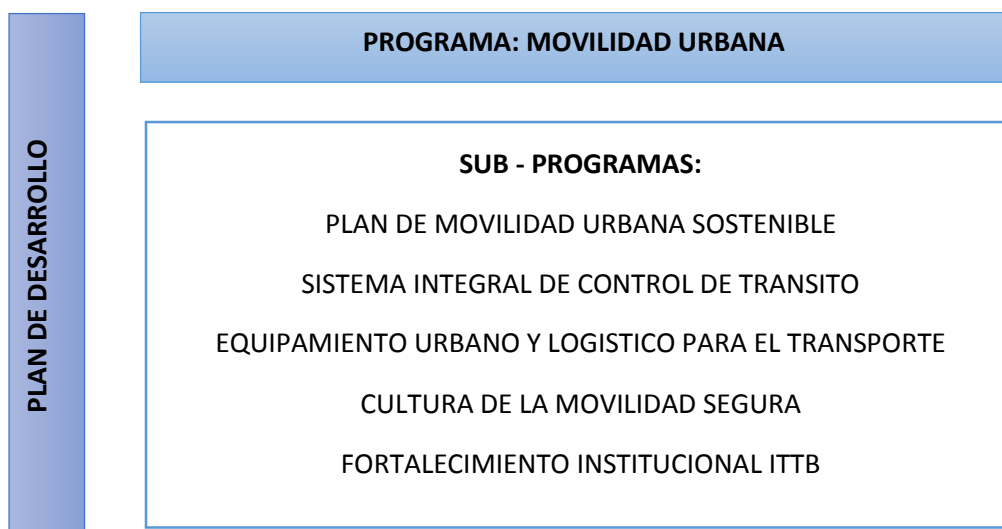 PLAN DE DESARROLLO
PROGRAMA: MOVILIDAD URBANA
SUB - PROGRAMAS:
PLAN DE MOVILIDAD URBANA SOSTENIBLE
SISTEMA INTEGRAL DE CONTROL DE TRANSITO
EQUIPAMIENTO URBANO Y LOGISTICO PARA EL TRANSPORTE
CULTURA DE LA MOVILIDAD SEGURA
FORTALECIMIENTO INSTITUCIONAL ITTB